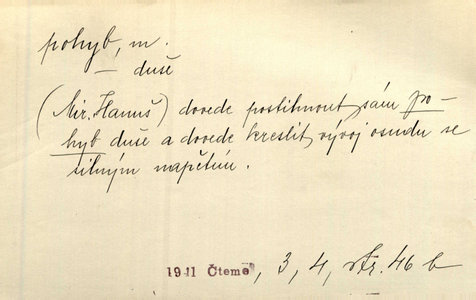 pohyb, m.
— duše
(Mir. Hanuš) dovede postihnout sám po-
hyb duše a dovede kreslit vývoj osudu se
silným napětím.
1941 Čteme, 3, 4, str. 46 b